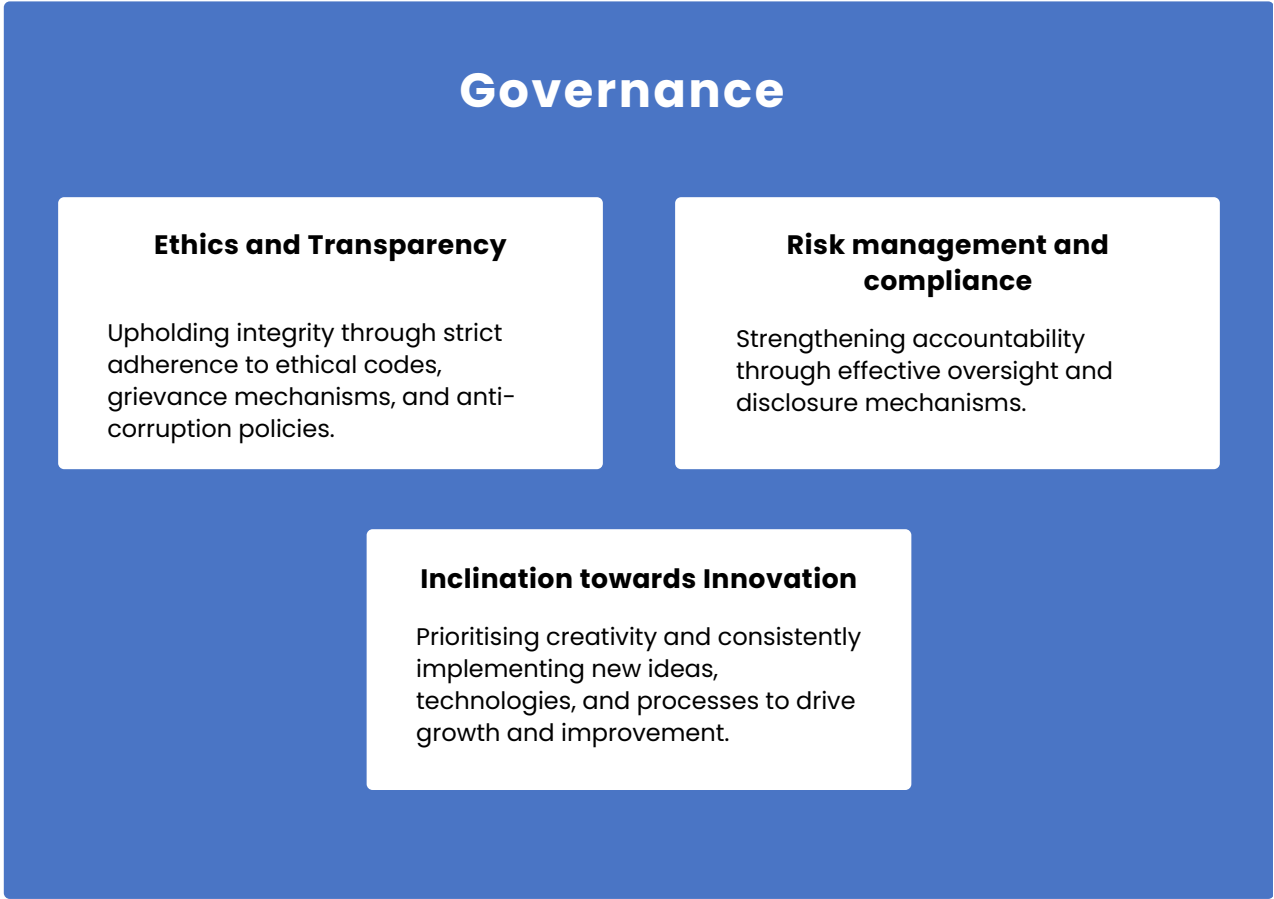 Governance
Ethics and Transparency
Upholding integrity through strict
adherence to ethical codes,
grievance mechanisms, and anti-
corruption policies.
Risk management and
compliance
Strengthening accountability
through effective oversight and
disclosure mechanisms.
Inclination towards Innovation
Prioritising creativity and consistently
implementing new ideas,
technologies, and processes to drive
growth and improvement.